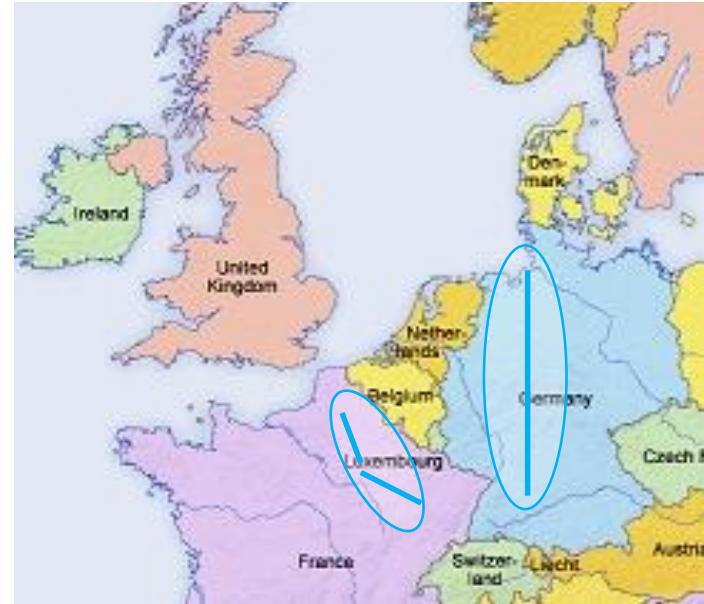 Den-
mark
Ireland
United
Kingdom
Nether-
lands
Belgium
Germany
Luxembourg
Czech
France
Switzer-
land
Liecht.
Austria